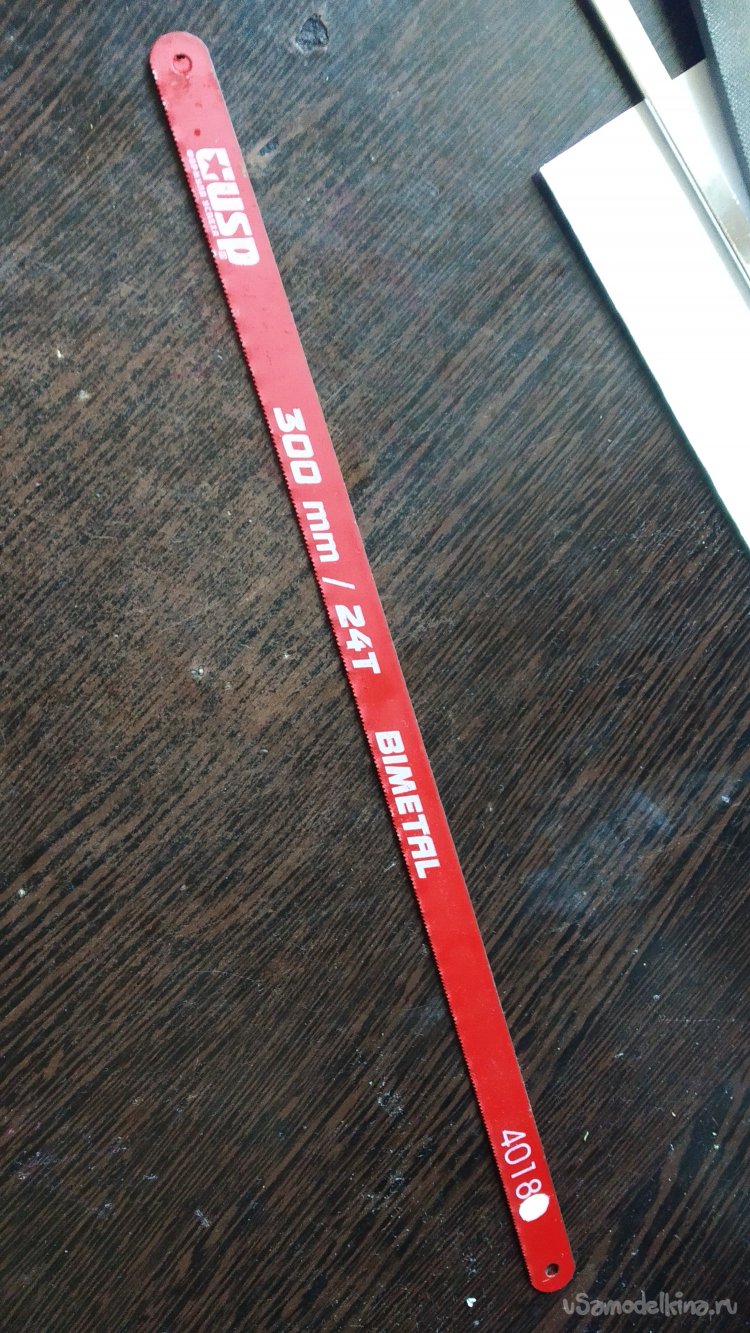 USP
300 mm / 24T
BIMETAL
4018
uSamodelkina.ru